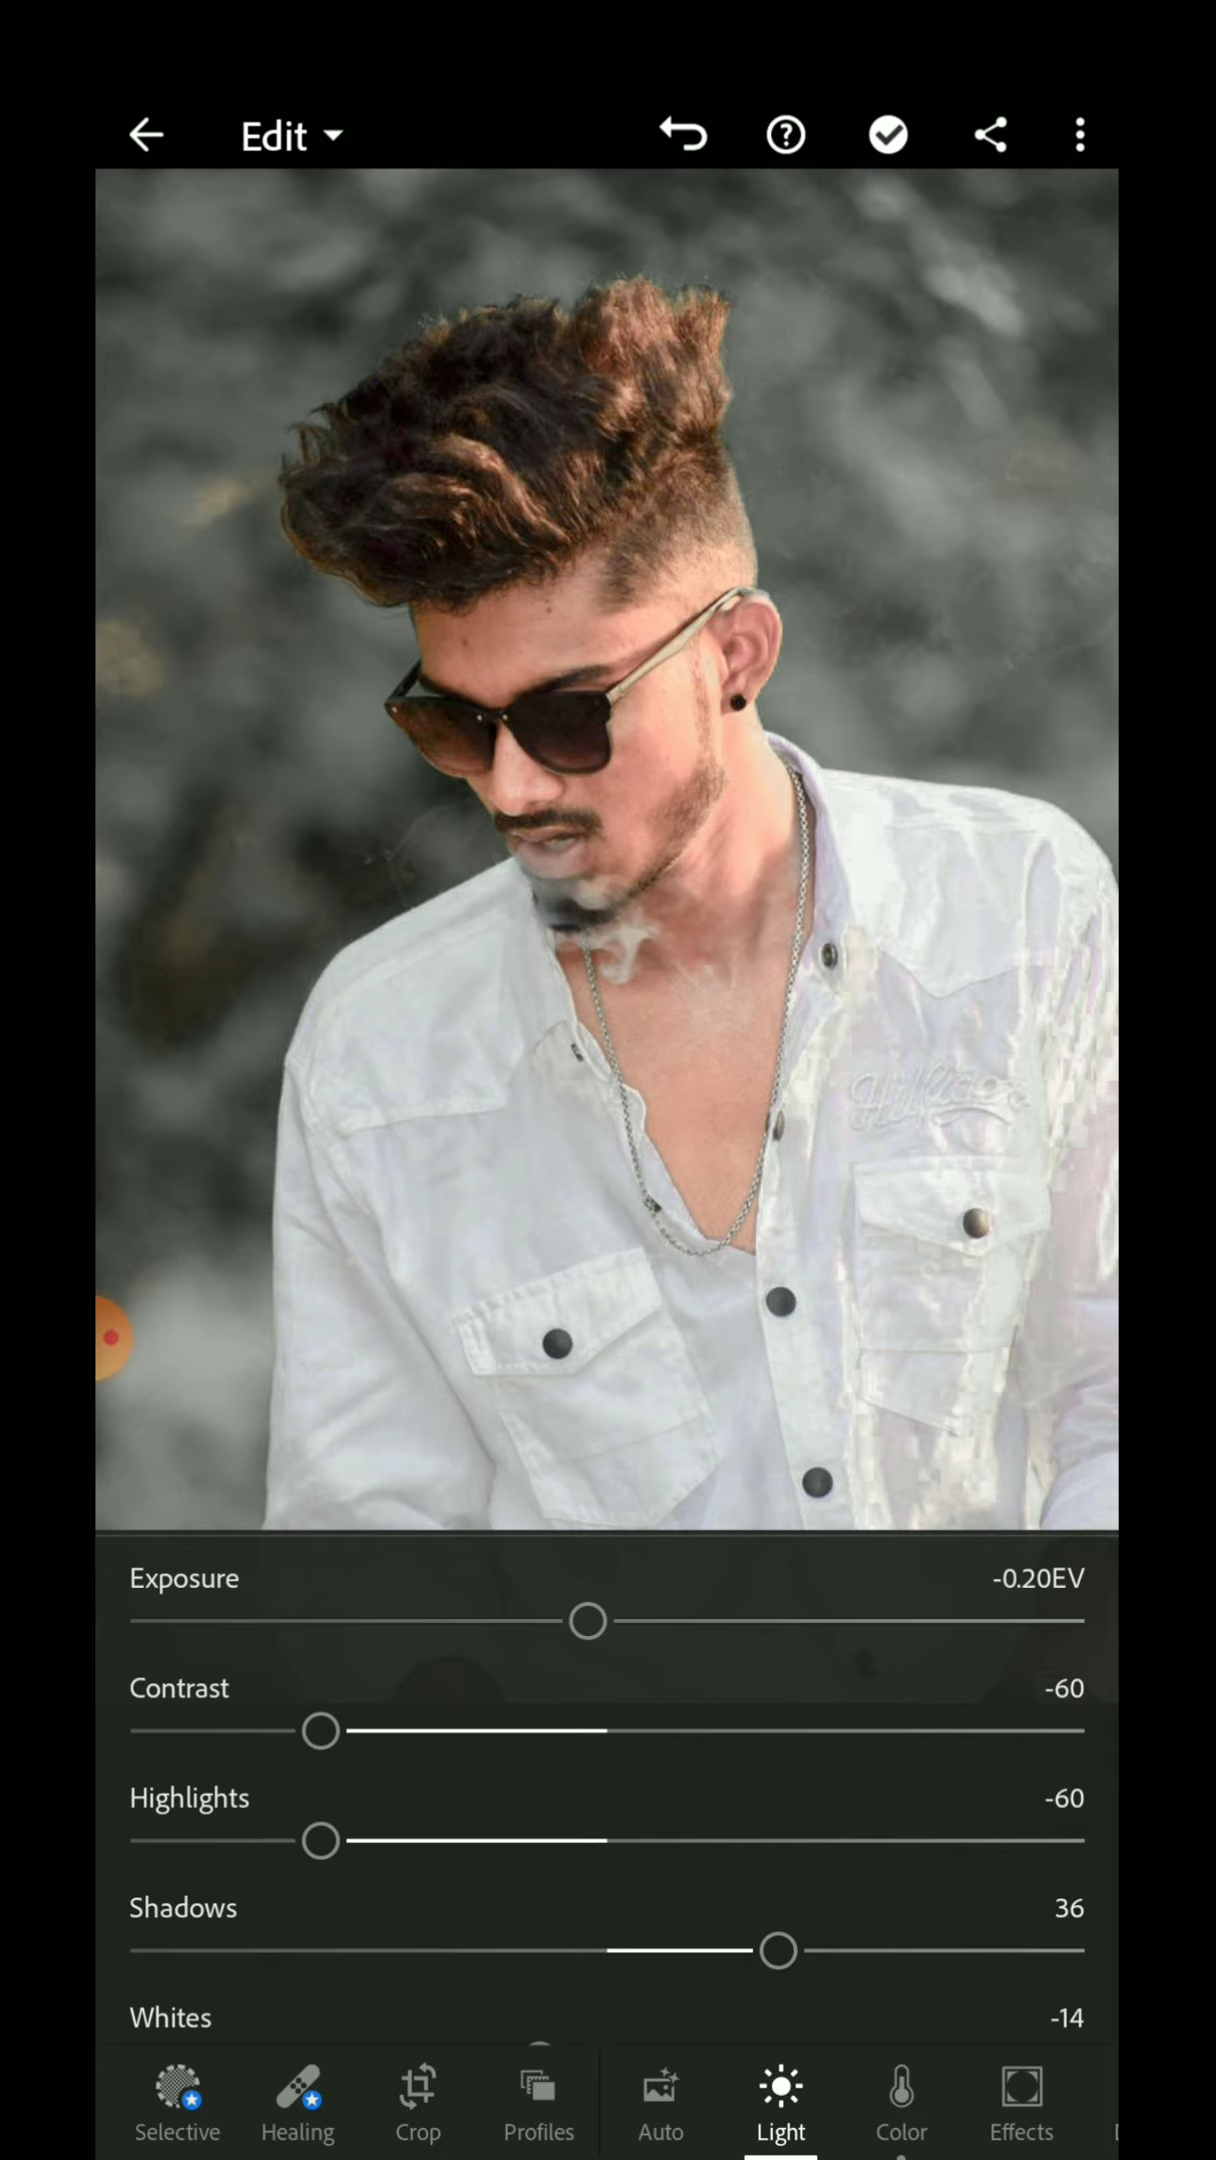 Edit
Exposure -0.20EV
Contrast -60
Highlights -60
Shadows 36
Whites -14
Selective Healing Crop Profiles Auto Light Color Effects